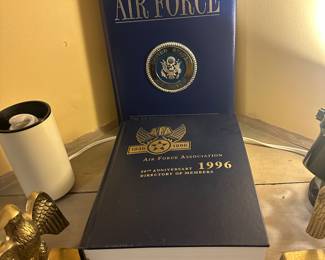 AIR FORCE
AFA
1946 1996
AIR FORCE ASSOCIATION
50TH ANNIVERSARY 1996
DIRECTORY OF MEMBERS